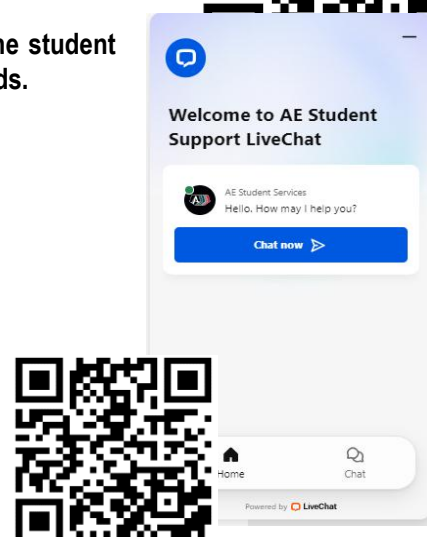 ne student
ds.
Welcome to AE Student
Support LiveChat
AE Student Services
Hello. How may I help you?
Chat now
Home
Chat
Powered by LiveChat